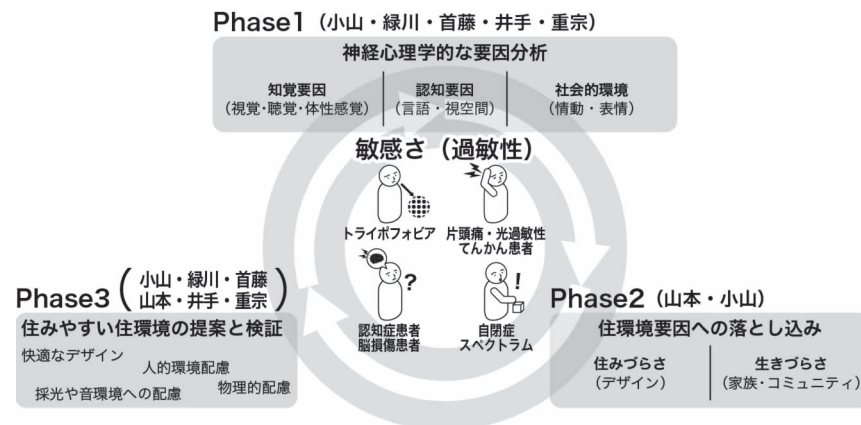 Phase1（小山・緑川・首藤・井手・重宗）
神経心理学的な要因分析
知覚要因
（視覚・聴覚・体性感覚）
認知要因
（言語・視空間）
社会的環境
（情動・表情）
敏感さ（過敏性）
トライポフォビア
片頭痛・光過敏性
てんかん患者
?
認知症患者
脳損傷患者
!
自閉症
スペクトラム
Phase2（山本・小山）
住環境要因への落とし込み
住みづらさ
（デザイン）
生きづらさ
（家族・コミュニティ）
Phase3（小山・緑川・首藤
山本・井手・重宗）
住みやすい住環境の提案と検証
快適なデザイン
人的環境配慮
採光や音環境への配慮
物理的配慮